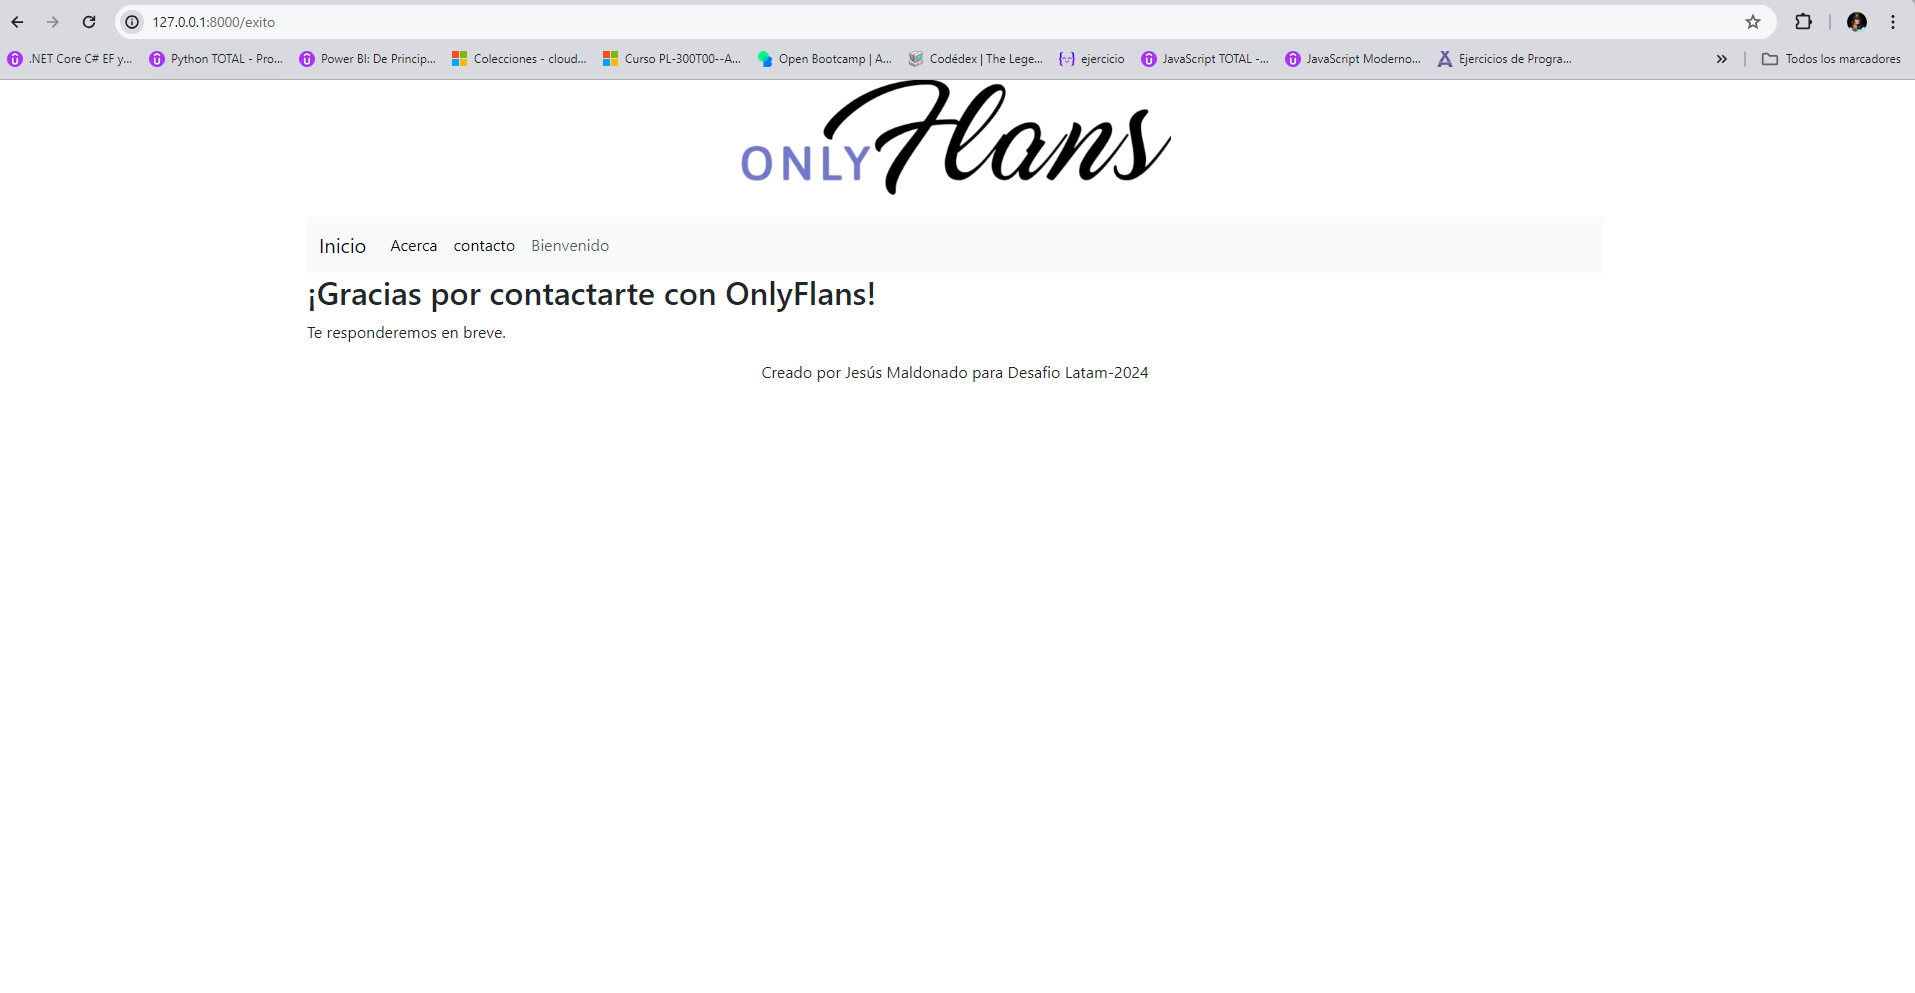 127.0.0.1:8000/exito
.NET Core C# EF y... Python TOTAL - Pro... Power BI: De Princip... Colecciones - cloud... Curso PL-300T00--A... Open Bootcamp | A... Codédex | The Lege... ejercicio JavaScript TOTAL -... JavaScript Moderno... Ejercicios de Progra... » Todos los marcadores
ONLY Flans
Inicio Acerca contacto Bienvenido
¡Gracias por contactarte con OnlyFlans!
Te responderemos en breve.
Creado por Jesús Maldonado para Desafio Latam-2024